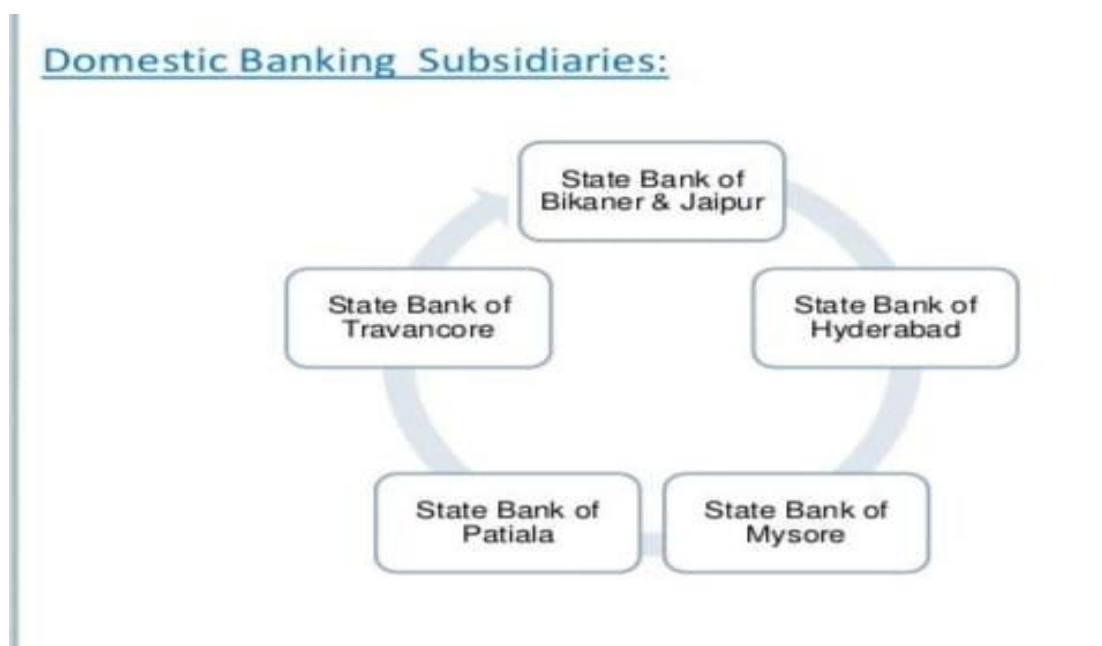 Domestic Banking Subsidiaries:
State Bank of
Bikaner & Jaipur
State Bank of
Hyderabad
State Bank of
Mysore
State Bank of
Patiala
State Bank of
Travancore